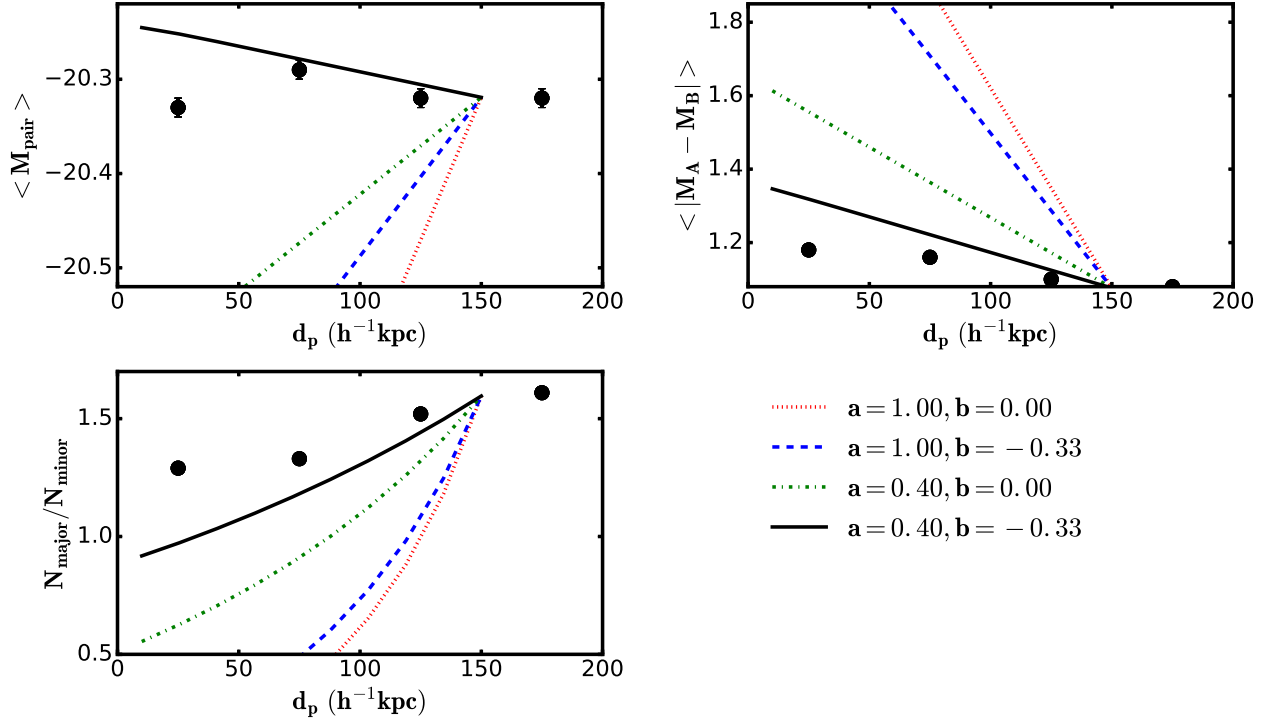 < M_pair >
−20.3
−20.4
−20.5
0 50 100 150 200
d_p (h^−1 kpc)
< |M_A − M_B| >
1.8
1.6
1.4
1.2
0 50 100 150 200
d_p (h^−1 kpc)
N_major/N_minor
1.5
1.0
0.5
0 50 100 150 200
d_p (h^−1 kpc)
a = 1.00, b = 0.00
a = 1.00, b = −0.33
a = 0.40, b = 0.00
a = 0.40, b = −0.33